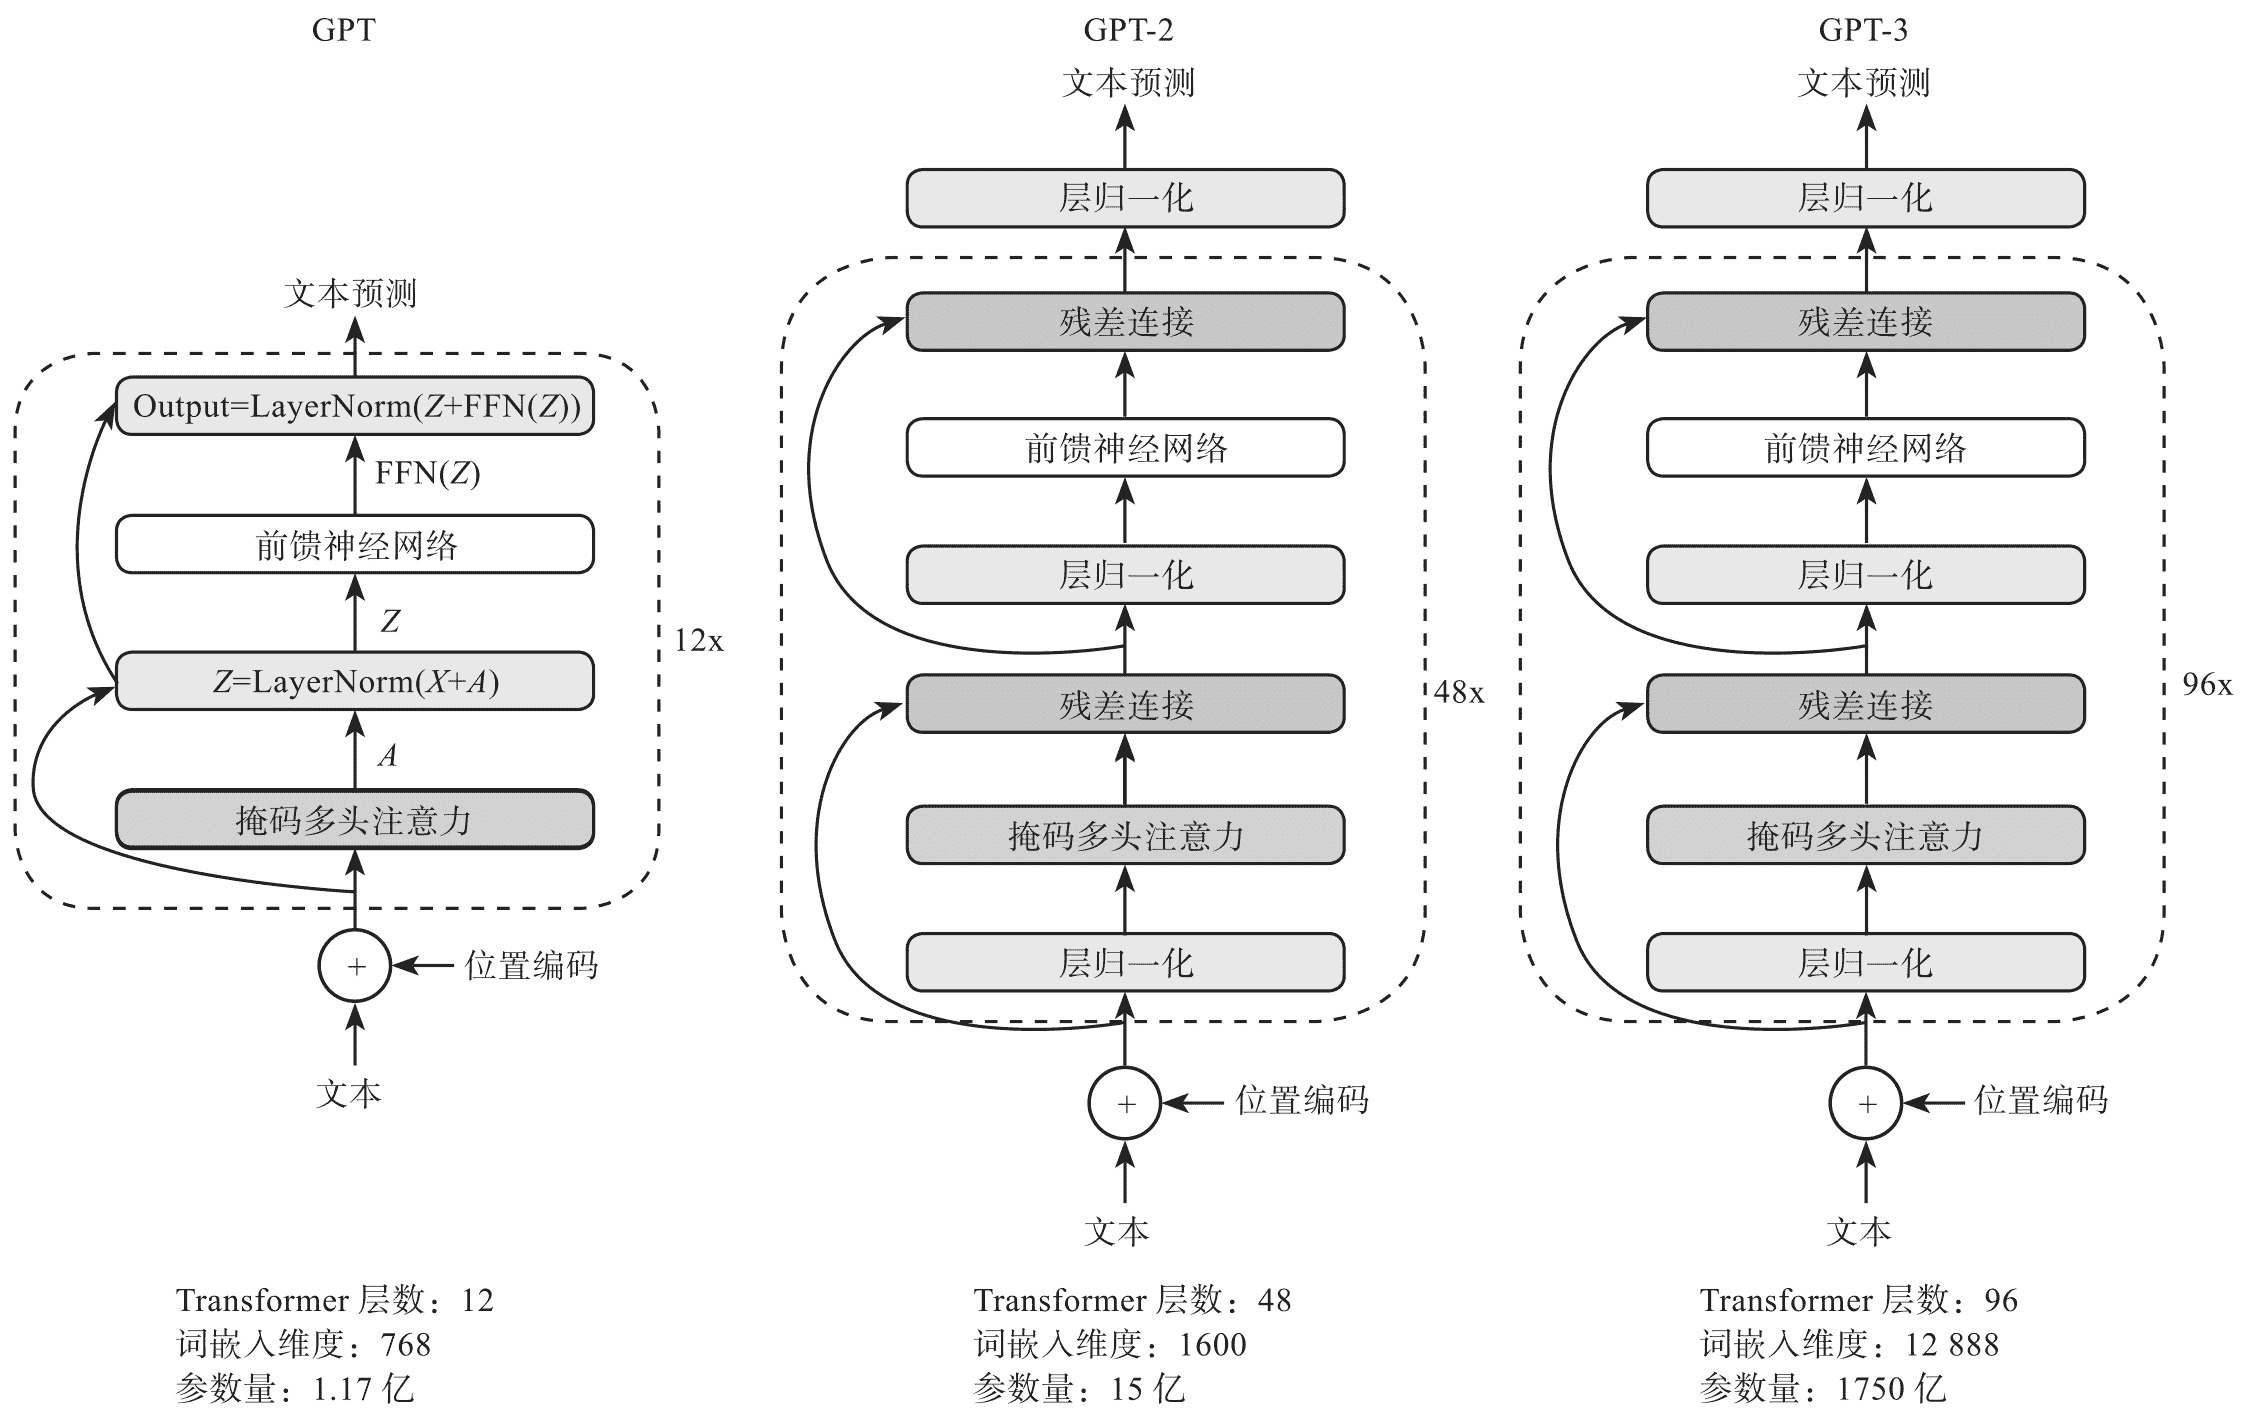 GPT
文本预测
Output=LayerNorm(Z+FFN(Z))
FFN(Z)
前馈神经网络
Z
Z=LayerNorm(X+A)
A
掩码多头注意力
12x
+
位置编码
文本
Transformer 层数：12
词嵌入维度：768
参数量：1.17 亿
GPT-2
文本预测
层归一化
残差连接
前馈神经网络
层归一化
残差连接
48x
掩码多头注意力
层归一化
+
位置编码
文本
Transformer 层数：48
词嵌入维度：1600
参数量：15 亿
GPT-3
文本预测
层归一化
残差连接
前馈神经网络
层归一化
残差连接
96x
掩码多头注意力
层归一化
+
位置编码
文本
Transformer 层数：96
词嵌入维度：12 888
参数量：1750 亿